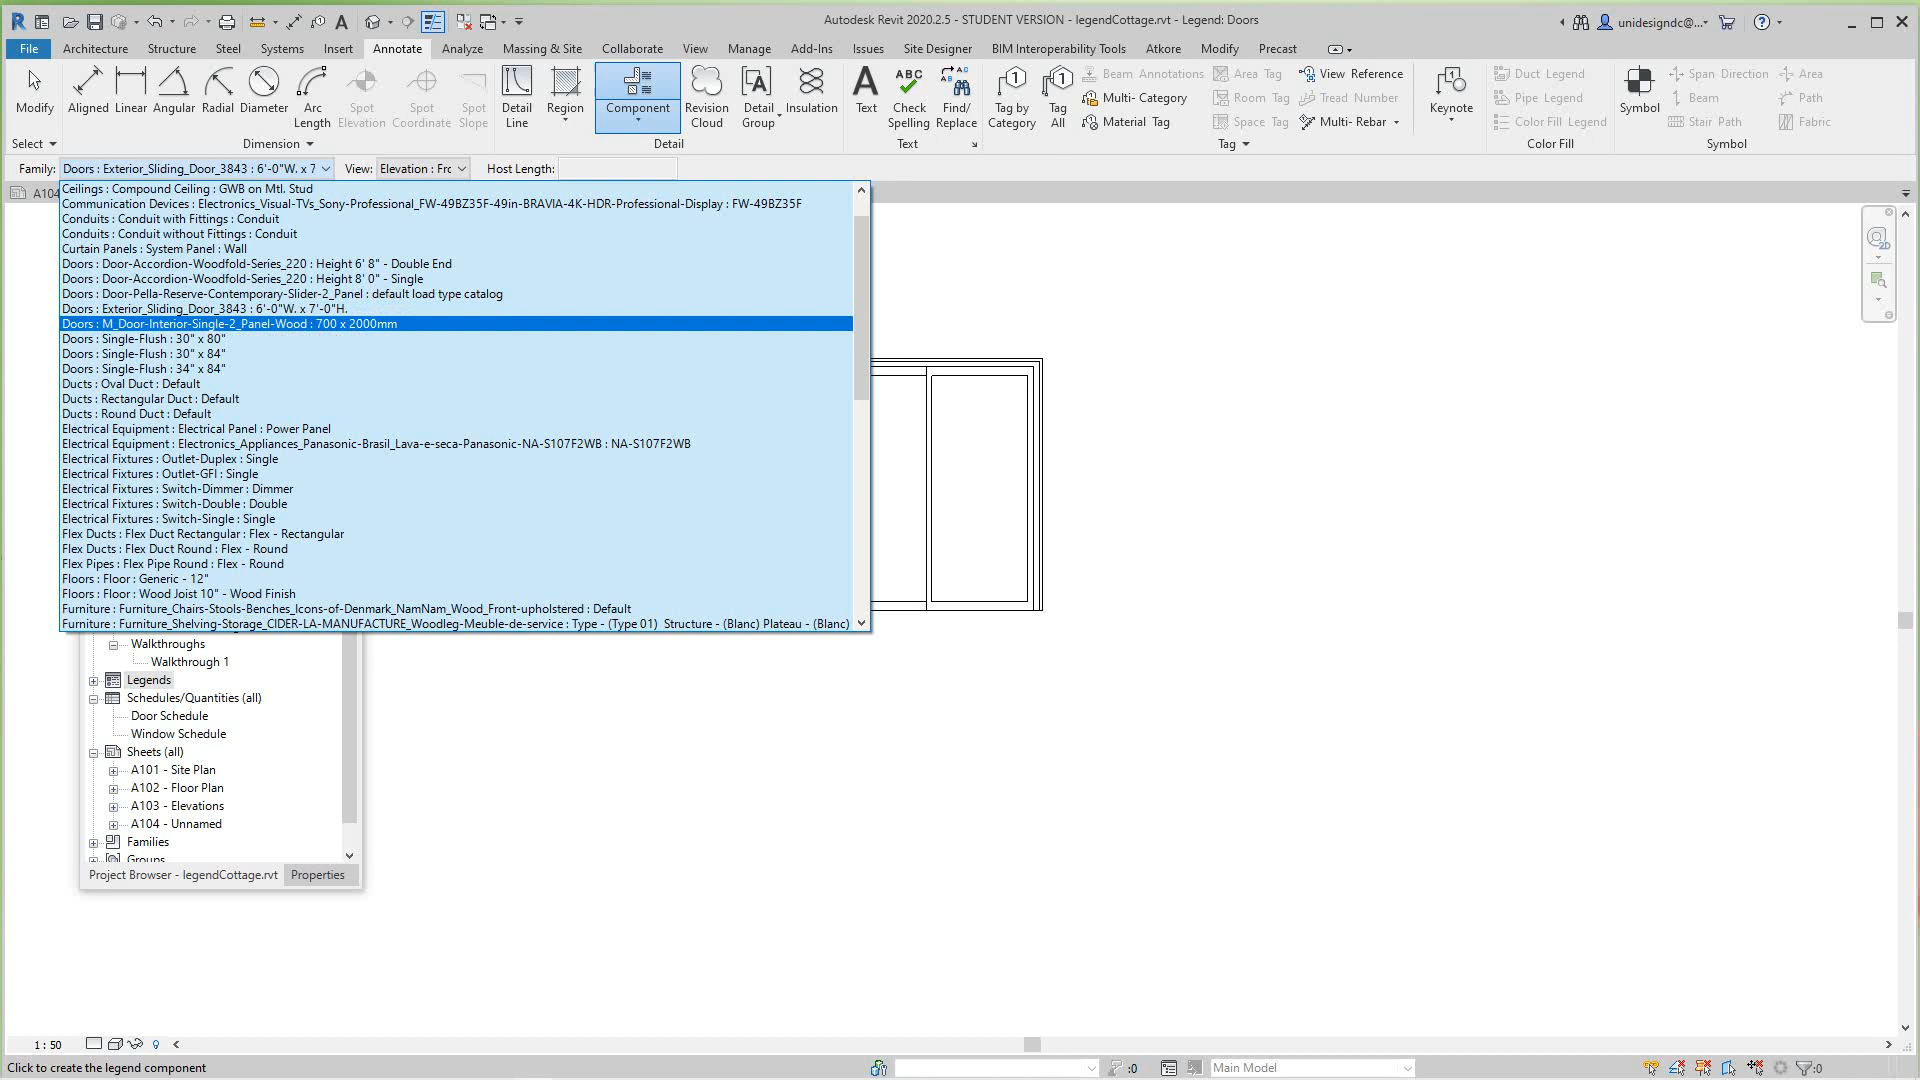 Autodesk Revit 2020.2.5 - STUDENT VERSION - legendCottage.rvt - Legend: Doors
unidesigndc@...
File Architecture Structure Steel Systems Insert Annotate Analyze Massing & Site Collaborate View Manage Add-Ins Issues Site Designer BIM Interoperability Tools Atkore Modify Precast
Modify
Aligned Linear Angular Radial Diameter Arc Length Spot Elevation Spot Coordinate Spot Slope
Detail Line Region Component Revision Cloud Detail Group Insulation
Text ABC Check Spelling Find/ Replace
Tag by Category Tag All
Beam Annotations Area Tag View Reference
Multi- Category Room Tag Tread Number
Material Tag Space Tag Multi- Rebar
Keynote
Duct Legend
Pipe Legend
Color Fill Legend
Symbol
Span Direction Area
Beam Path
Stair Path Fabric
Select Dimension Detail Text Tag Color Fill Symbol
Family: Doors : Exterior_Sliding_Door_3843 : 6'-0"W. x 7 View: Elevation : Frc Host Length:
A104
Ceilings : Compound Ceiling : GWB on Mtl. Stud
Communication Devices : Electronics_Visual-TVs_Sony-Professional_FW-49BZ35F-49in-BRAVIA-4K-HDR-Professional-Display : FW-49BZ35F
Conduits : Conduit with Fittings : Conduit
Conduits : Conduit without Fittings : Conduit
Curtain Panels : System Panel : Wall
Doors : Door-Accordion-Woodfold-Series_220 : Height 6' 8" - Double End
Doors : Door-Accordion-Woodfold-Series_220 : Height 8' 0" - Single
Doors : Door-Pella-Reserve-Contemporary-Slider-2_Panel : default load type catalog
Doors : Exterior_Sliding_Door_3843 : 6'-0"W. x 7'-0"H.
Doors : M_Door-Interior-Single-2_Panel-Wood : 700 x 2000mm
Doors : Single-Flush : 30" x 80"
Doors : Single-Flush : 30" x 84"
Doors : Single-Flush : 34" x 84"
Ducts : Oval Duct : Default
Ducts : Rectangular Duct : Default
Ducts : Round Duct : Default
Electrical Equipment : Electrical Panel : Power Panel
Electrical Equipment : Electronics_Appliances_Panasonic-Brasil_Lava-e-seca-Panasonic-NA-S107F2WB : NA-S107F2WB
Electrical Fixtures : Outlet-Duplex : Single
Electrical Fixtures : Outlet-GFI : Single
Electrical Fixtures : Switch-Dimmer : Dimmer
Electrical Fixtures : Switch-Double : Double
Electrical Fixtures : Switch-Single : Single
Flex Ducts : Flex Duct Rectangular : Flex - Rectangular
Flex Ducts : Flex Duct Round : Flex - Round
Flex Pipes : Flex Pipe Round : Flex - Round
Floors : Floor : Generic - 12"
Floors : Floor : Wood Joist 10" - Wood Finish
Furniture : Furniture_Chairs-Stools-Benches_Icons-of-Denmark_NamNam_Wood_Front-upholstered : Default
Furniture : Furniture_Shelving-Storage_CIDER-LA-MANUFACTURE_Woodleg-Meuble-de-service : Type - (Type 01) Structure - (Blanc) Plateau - (Blanc)
Walkthroughs
Walkthrough 1
Legends
Schedules/Quantities (all)
Door Schedule
Window Schedule
Sheets (all)
A101 - Site Plan
A102 - Floor Plan
A103 - Elevations
A104 - Unnamed
Families
Groups
Project Browser - legendCottage.rvt Properties
1 : 50
Click to create the legend component :0 Main Model :0